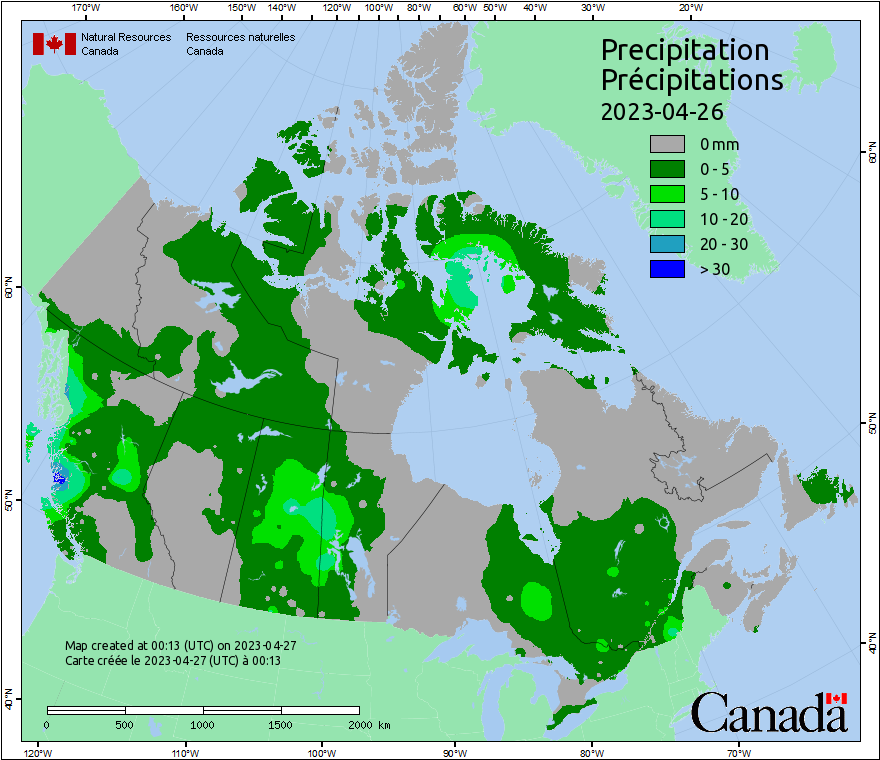 170°W 160°W 150°W 140°W 130°W 120°W 110°W 100°W 90°W 80°W 60°W 50°W 40°W 30°W 20°W
Natural Resources
Canada
Ressources naturelles
Canada
Precipitation
Précipitations
2023-04-26
0 mm
0 - 5
5 - 10
10 - 20
20 - 30
> 30
60°N
60°N
50°N
50°N
40°N
40°N
Map created at 00:13 (UTC) on 2023-04-27
Carte créée le 2023-04-27 (UTC) à 00:13
0 500 1000 1500 2000 km
Canada
120°W 110°W 100°W 90°W 80°W 70°W